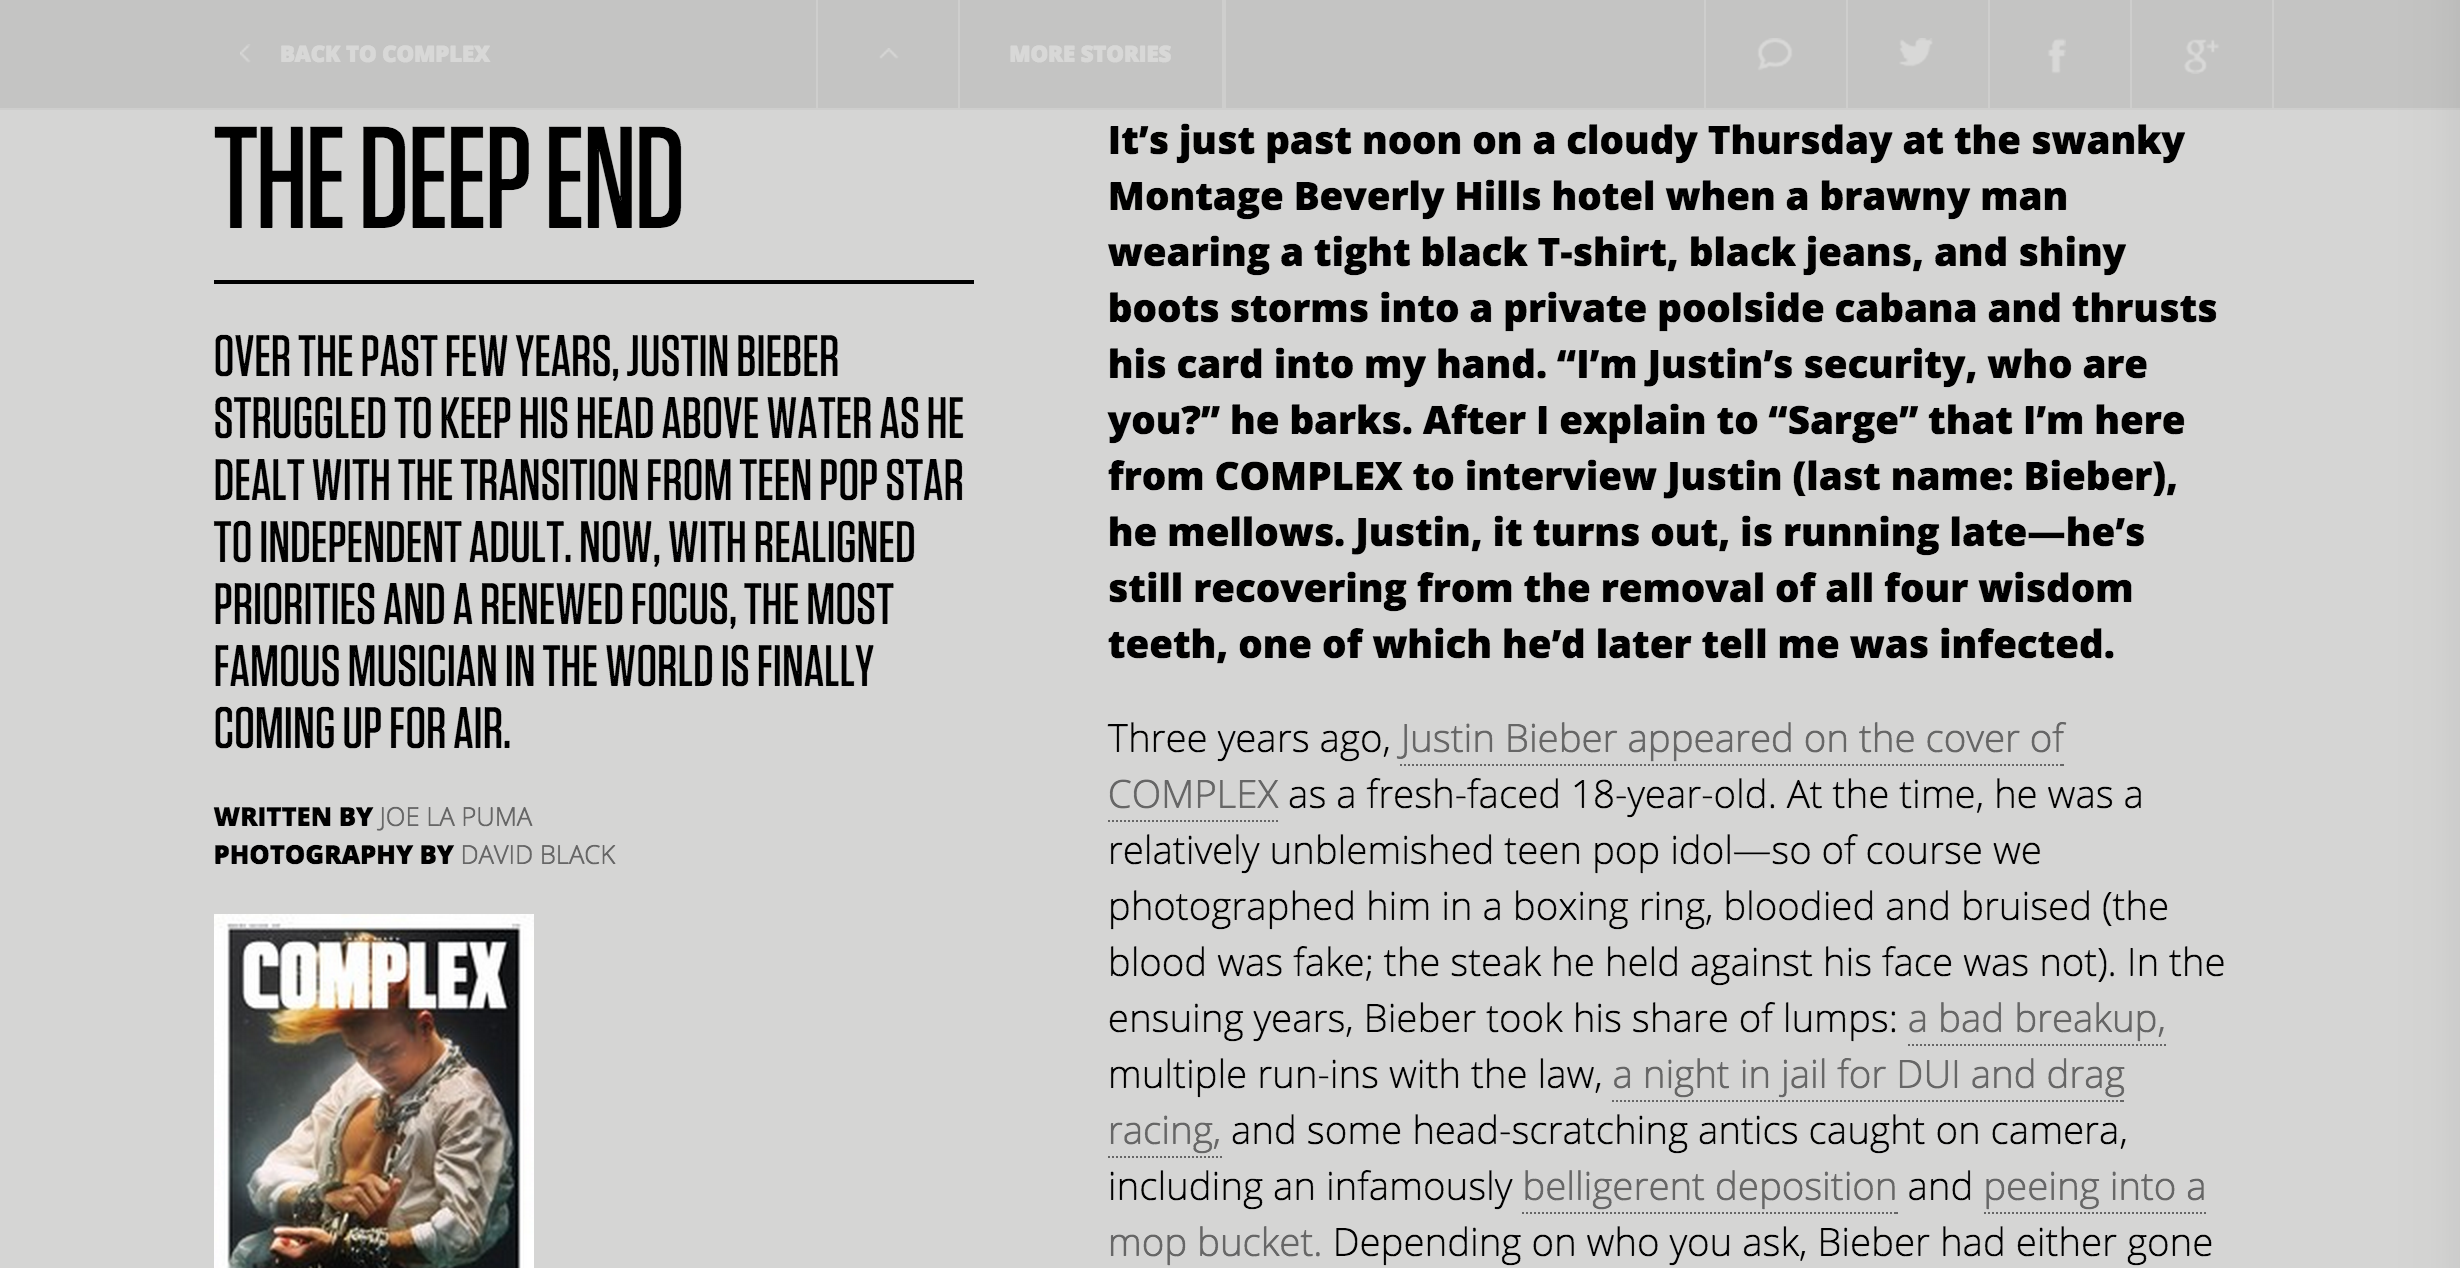 BACK TO COMPLEX
MORE STORIES
g+
THE DEEP END
OVER THE PAST FEW YEARS, JUSTIN BIEBER
STRUGGLED TO KEEP HIS HEAD ABOVE WATER AS HE
DEALT WITH THE TRANSITION FROM TEEN POP STAR
TO INDEPENDENT ADULT. NOW, WITH REALIGNED
PRIORITIES AND A RENEWED FOCUS, THE MOST
FAMOUS MUSICIAN IN THE WORLD IS FINALLY
COMING UP FOR AIR.
WRITTEN BY JOE LA PUMA
PHOTOGRAPHY BY DAVID BLACK
COMPLEX
It’s just past noon on a cloudy Thursday at the swanky
Montage Beverly Hills hotel when a brawny man
wearing a tight black T-shirt, black jeans, and shiny
boots storms into a private poolside cabana and thrusts
his card into my hand. “I’m Justin’s security, who are
you?” he barks. After I explain to “Sarge” that I’m here
from COMPLEX to interview Justin (last name: Bieber),
he mellows. Justin, it turns out, is running late—he’s
still recovering from the removal of all four wisdom
teeth, one of which he’d later tell me was infected.
Three years ago, Justin Bieber appeared on the cover of
COMPLEX as a fresh-faced 18-year-old. At the time, he was a
relatively unblemished teen pop idol—so of course we
photographed him in a boxing ring, bloodied and bruised (the
blood was fake; the steak he held against his face was not). In the
ensuing years, Bieber took his share of lumps: a bad breakup,
multiple run-ins with the law, a night in jail for DUI and drag
racing, and some head-scratching antics caught on camera,
including an infamously belligerent deposition and peeing into a
mop bucket. Depending on who you ask, Bieber had either gone